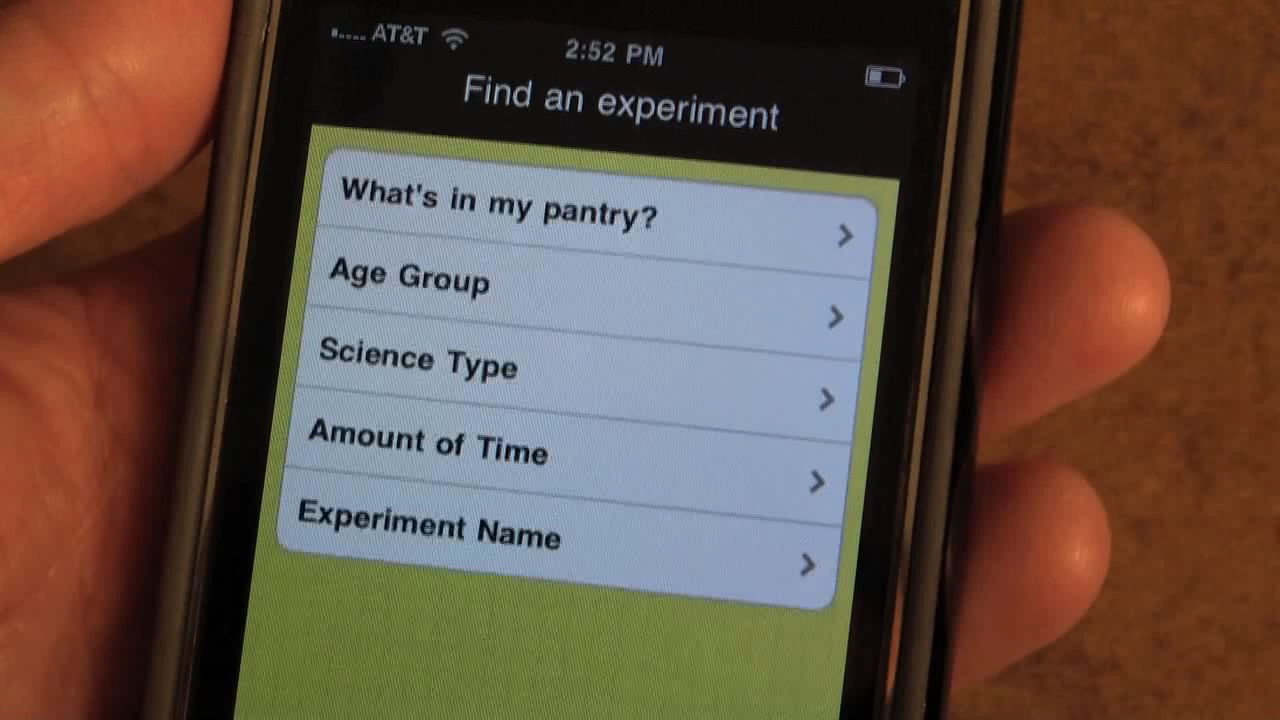 AT&T 2:52 PM
Find an experiment
What's in my pantry?
Age Group
Science Type
Amount of Time
Experiment Name